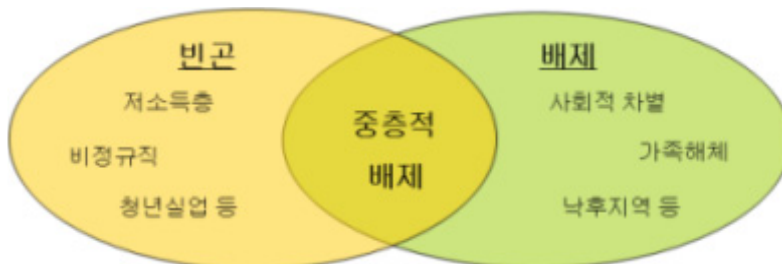 빈곤
저소득층
비정규직
청년실업 등
중층적
배제
배제
사회적 차별
가족해체
낙후지역 등